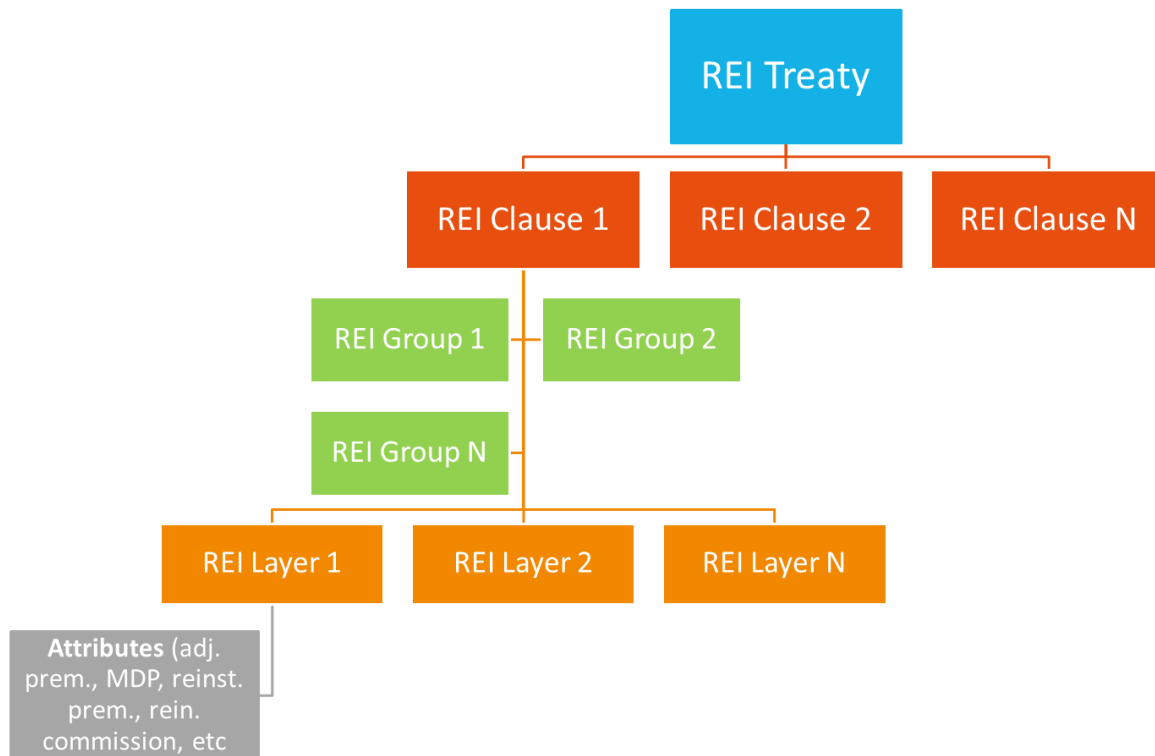 REI Treaty
REI Clause 1
REI Clause 2
REI Clause N
REI Group 1
REI Group 2
REI Group N
REI Layer 1
REI Layer 2
REI Layer N
Attributes (adj.
prem., MDP, reinst.
prem., rein.
commission, etc